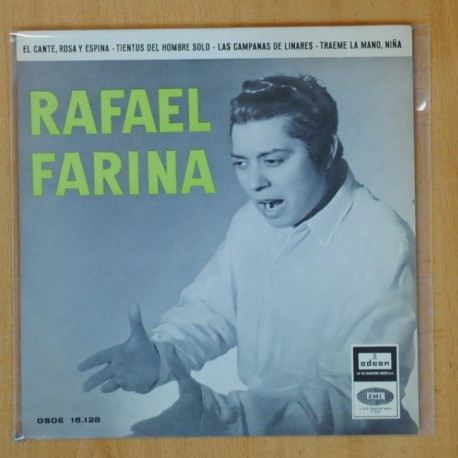 EL CANTE, ROSA Y ESPINA - TIENTOS DEL HOMBRE SOLO - LAS CAMPANAS DE LINARES - TRAEME LA MANO, NIÑA
RAFAEL
FARINA
odeon
EMI
DSOE 16.128